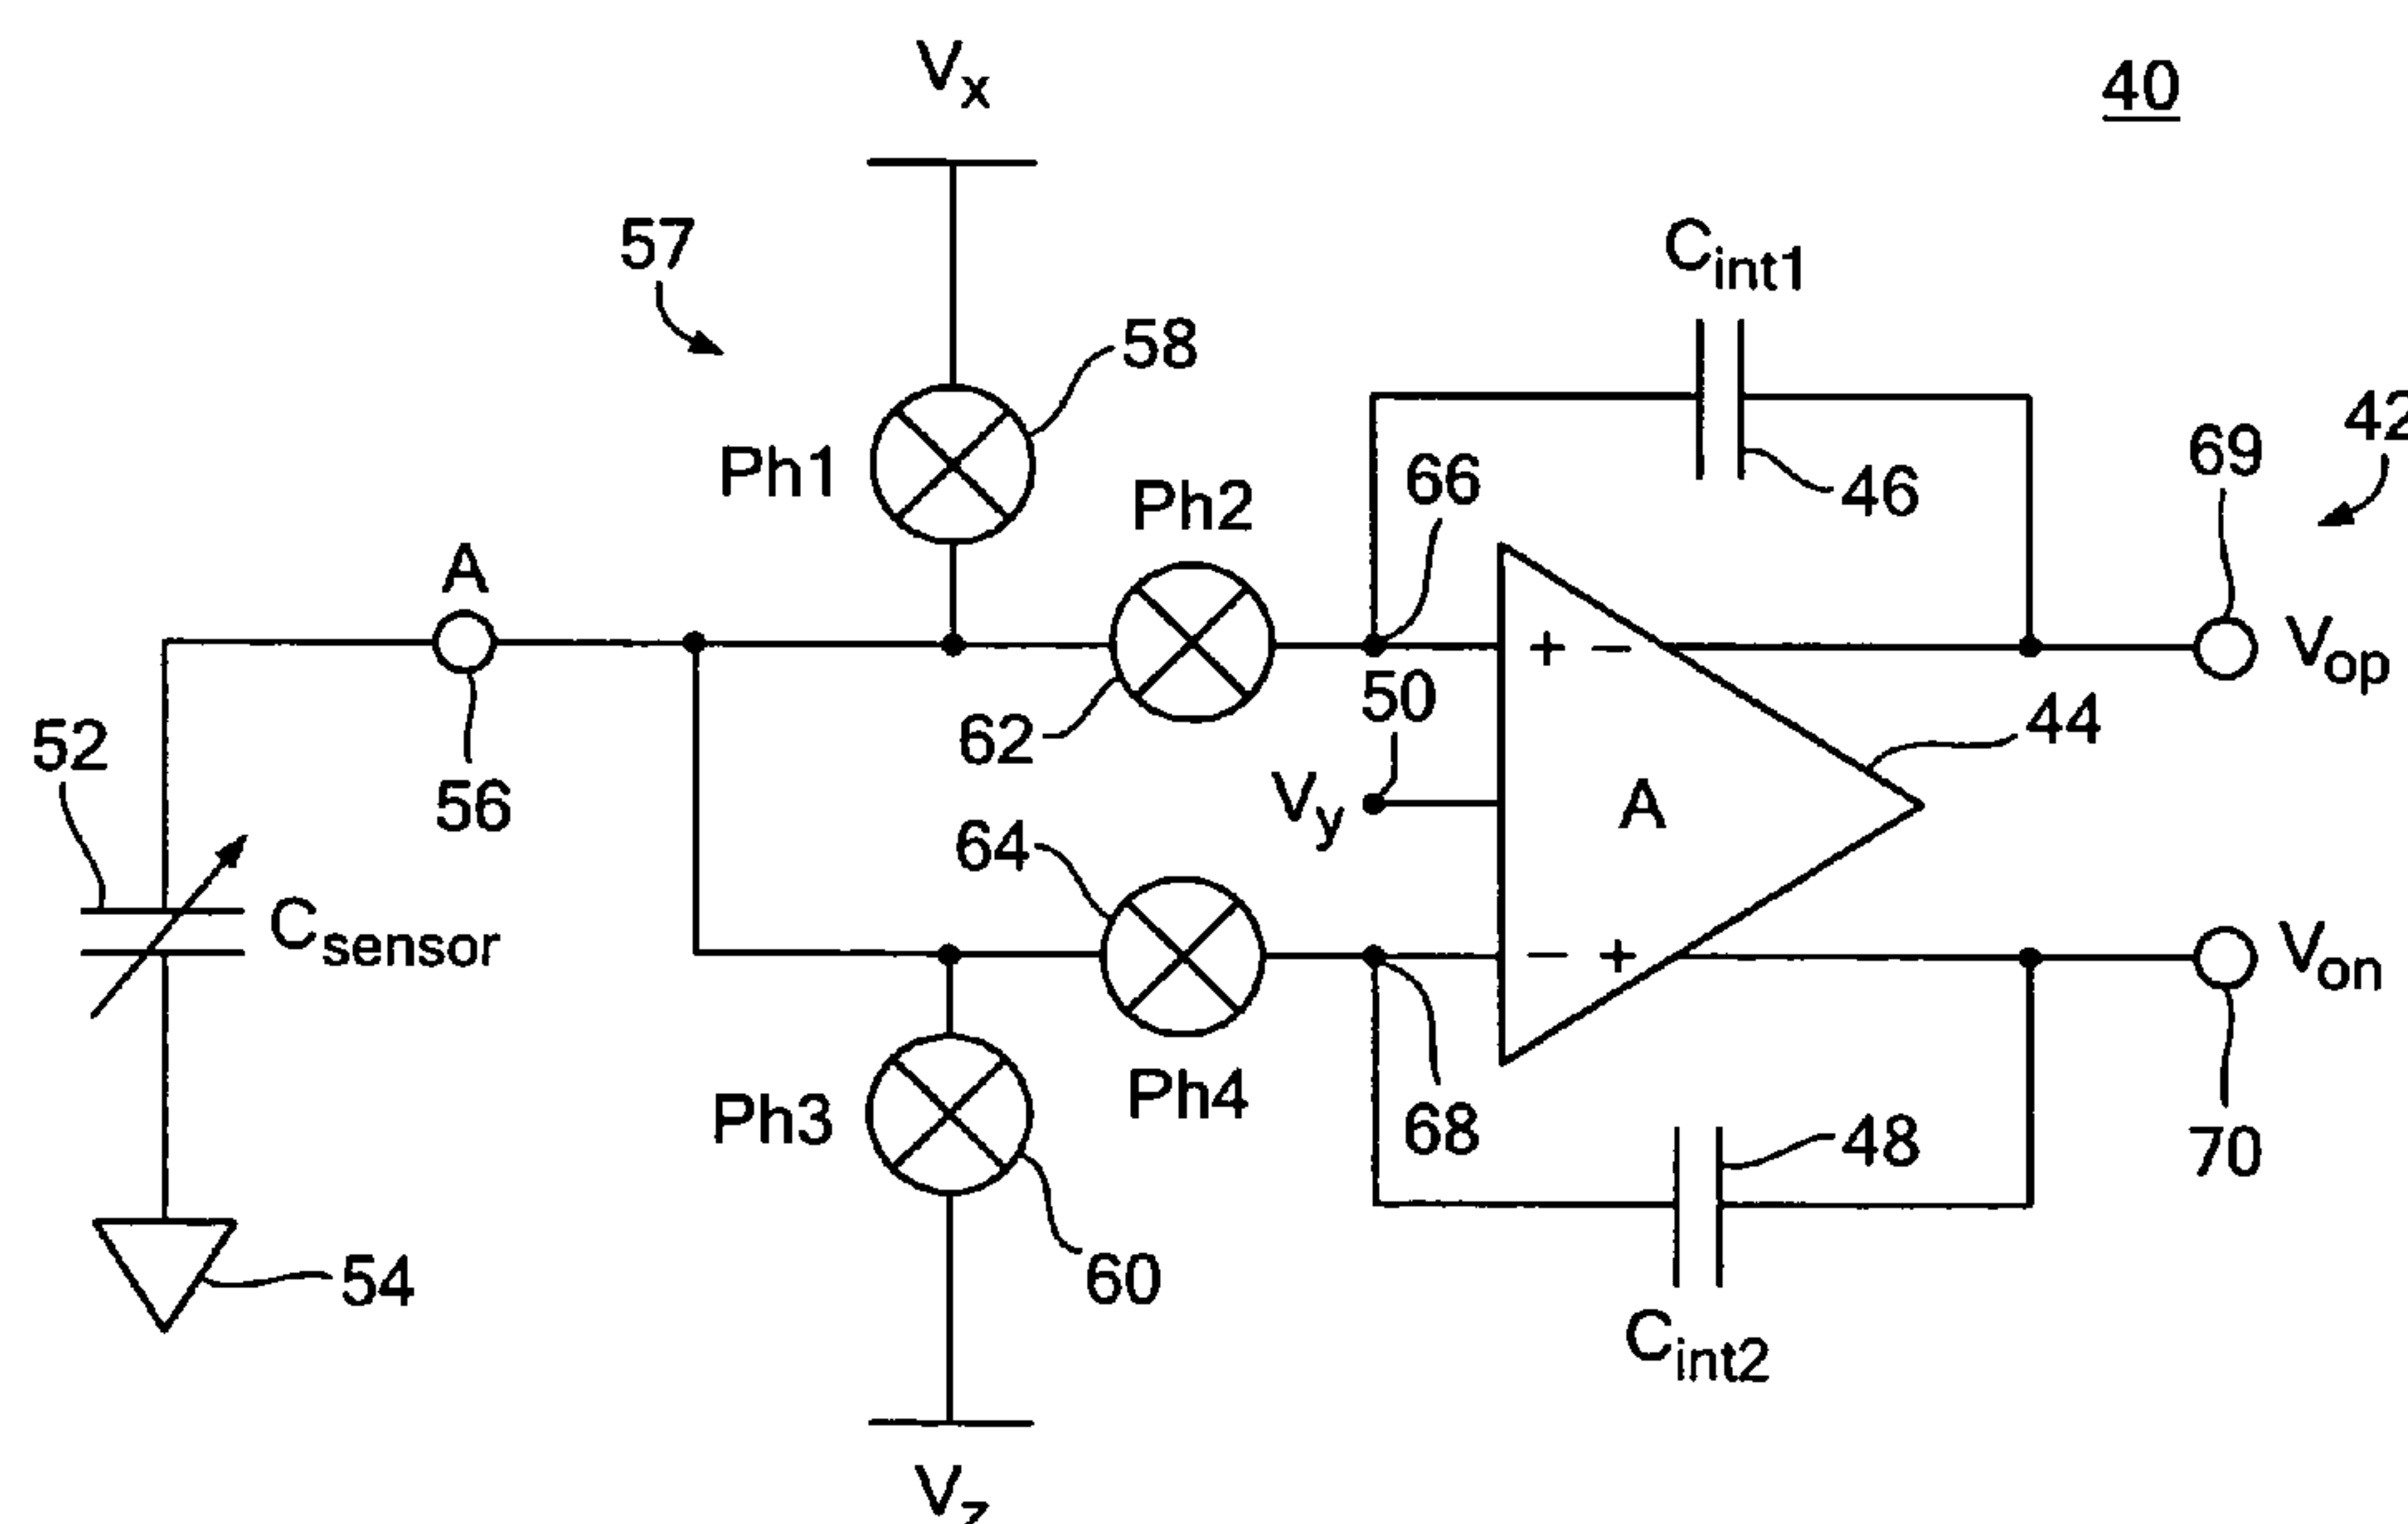 Vx
40
57
58
Cint1
Ph1
Ph2
66
46
69
42
A
+ −
Vop
62
50
44
52
56
Vy
A
64
Csensor
− +
Von
Ph3
Ph4
68
48
70
54
60
Cint2
Vz